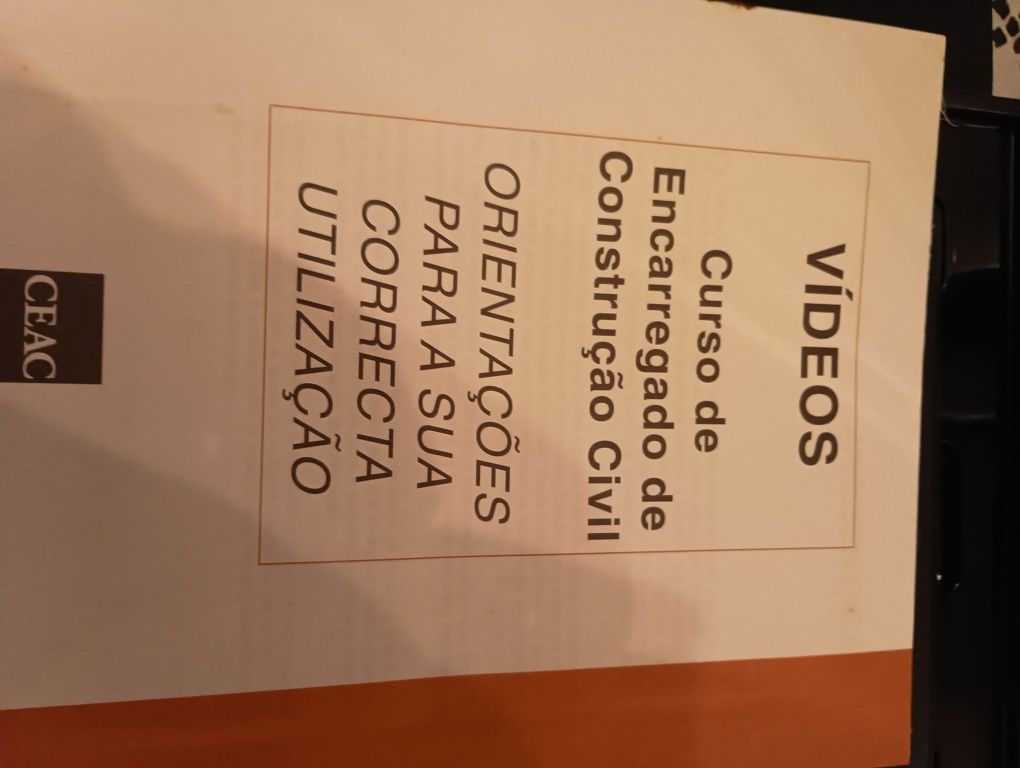 VÍDEOS
Curso de
Encarregado de
Construção Civil
ORIENTAÇÕES
PARA A SUA
CORRECTA
UTILIZAÇÃO
CEAC